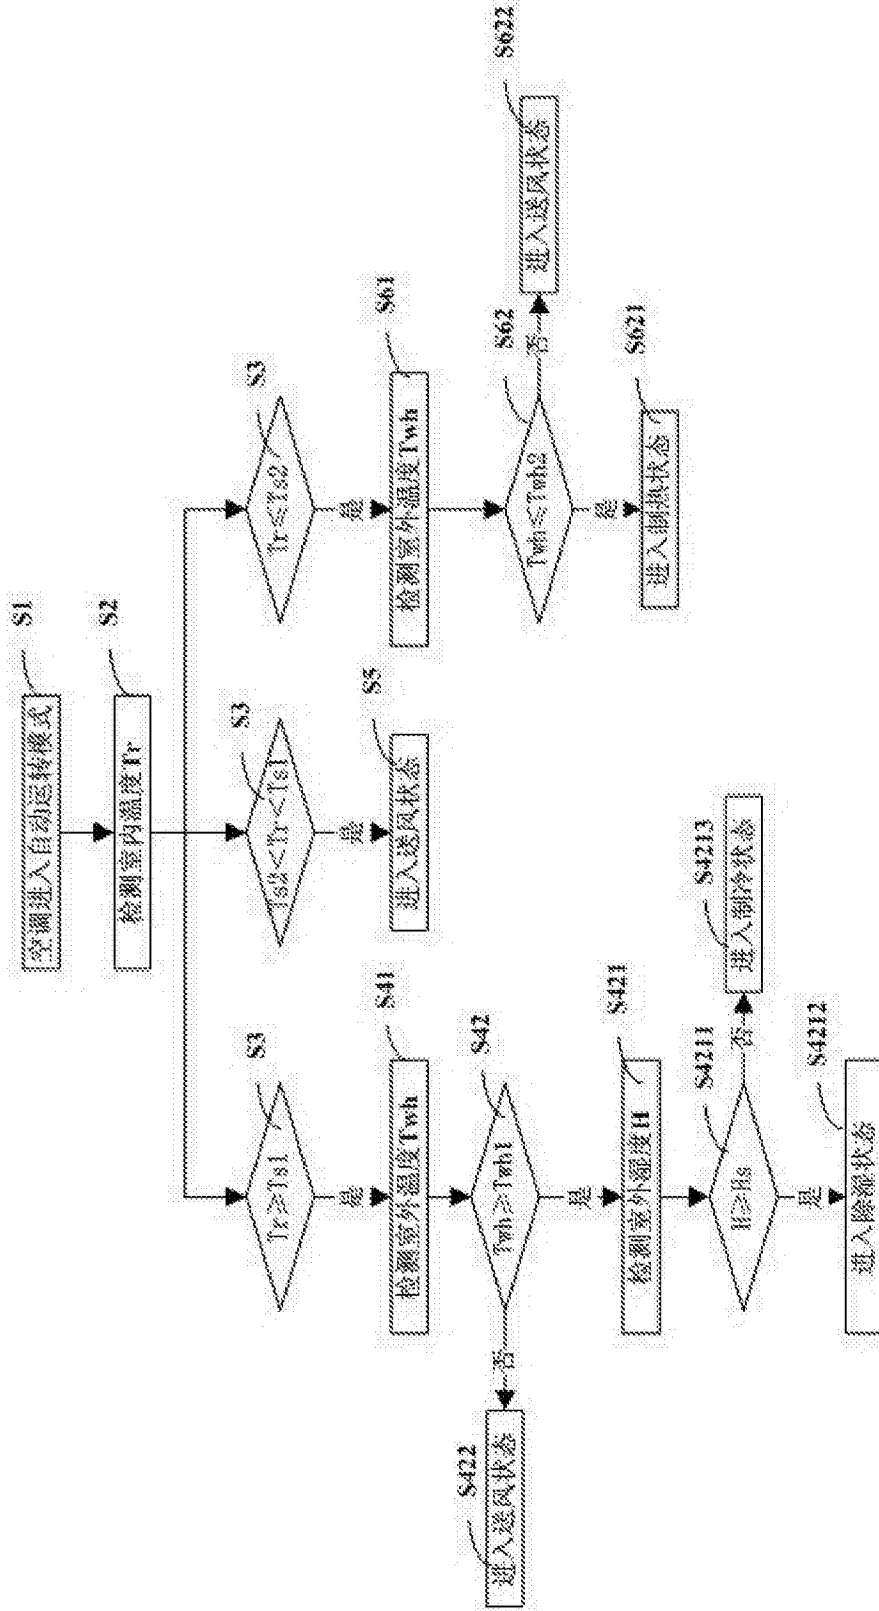 空调进入自动运转模式
S1
检测室内温度Tr
S2
Tr≥Ts1
S3
Ts2<Tr<Ts1
S3
Tr≤Ts2
S3
是
是
是
检测室外温度Twh
S41
进入送风状态
S5
检测室外温度Twh
S61
Twh≥Twh1
S42
否
进入送风状态
S422
是
Twh≤Twh2
S62
否
进入送风状态
S622
是
进入制热状态
S621
检测室外湿度H
S421
H≥Hs
S4211
否
进入制冷状态
S4213
是
进入除湿状态
S4212